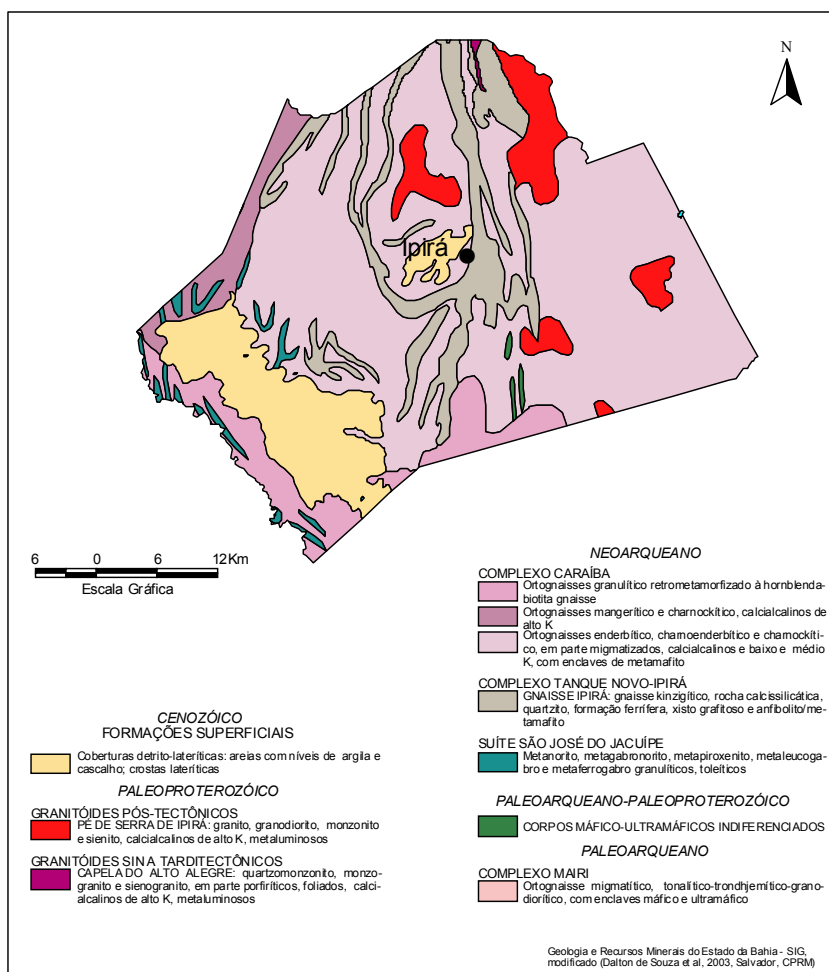 N
Ipirá
6 0 6 12Km
Escala Gráfica
CENOZÓICO
FORMAÇÕES SUPERFICIAIS
Coberturas detrito-lateríticas: areias com níveis de argila e
cascalho; crostas lateríticas
PALEOPROTEROZÓICO
GRANITÓIDES PÓS-TECTÔNICOS
PÉ DE SERRA DE IPIRÁ: granito, granodiorito, monzonito
e sienito, calcialcalinos de alto K, metaluminosos
GRANITÓIDES SIN A TARDITECTÔNICOS
CAPELA DO ALTO ALEGRE: quartzomonzonito, monzo-
granito e sienogranito, em parte porfiríticos, foliados, calci-
alcalinos de alto K, metaluminosos
NEOARQUEANO
COMPLEXO CARAÍBA
Ortognaisses granulítico retrometamorfizado à hornblenda-
biotita gnaisse
Ortognaisses mangerítico e charnockítico, calcialcalinos de
alto K
Ortognaisses enderbítico, charnoenderbítico e charnockíti-
co, em parte migmatizados, calcialcalinos e baixo e médio
K, com enclaves de metamafito
COMPLEXO TANQUE NOVO-IPIRÁ
GNAISSE IPIRÁ: gnaisse kinzigítico, rocha calcissilicática,
quartzito, formação ferrífera, xisto grafitoso e anfibolito/me-
tamafito
SUÍTE SÃO JOSÉ DO JACUÍPE
Metanorito, metagabronorito, metapiroxenito, metaleucoga-
bro e metaferrogabro granulíticos, toleíticos
PALEOARQUEANO-PALEOPROTERZÓICO
CORPOS MÁFICO-ULTRAMÁFICOS INDIFERENCIADOS
PALEOARQUEANO
COMPLEXO MAIRI
Ortognaisse migmatítico, tonalítico-trondhjemítico-grano-
diorítico, com enclaves máfico e ultramáfico
Geologia e Recursos Minerais do Estado da Bahia - SIG,
modificado (Dalton de Souza et al, 2003, Salvador, CPRM)